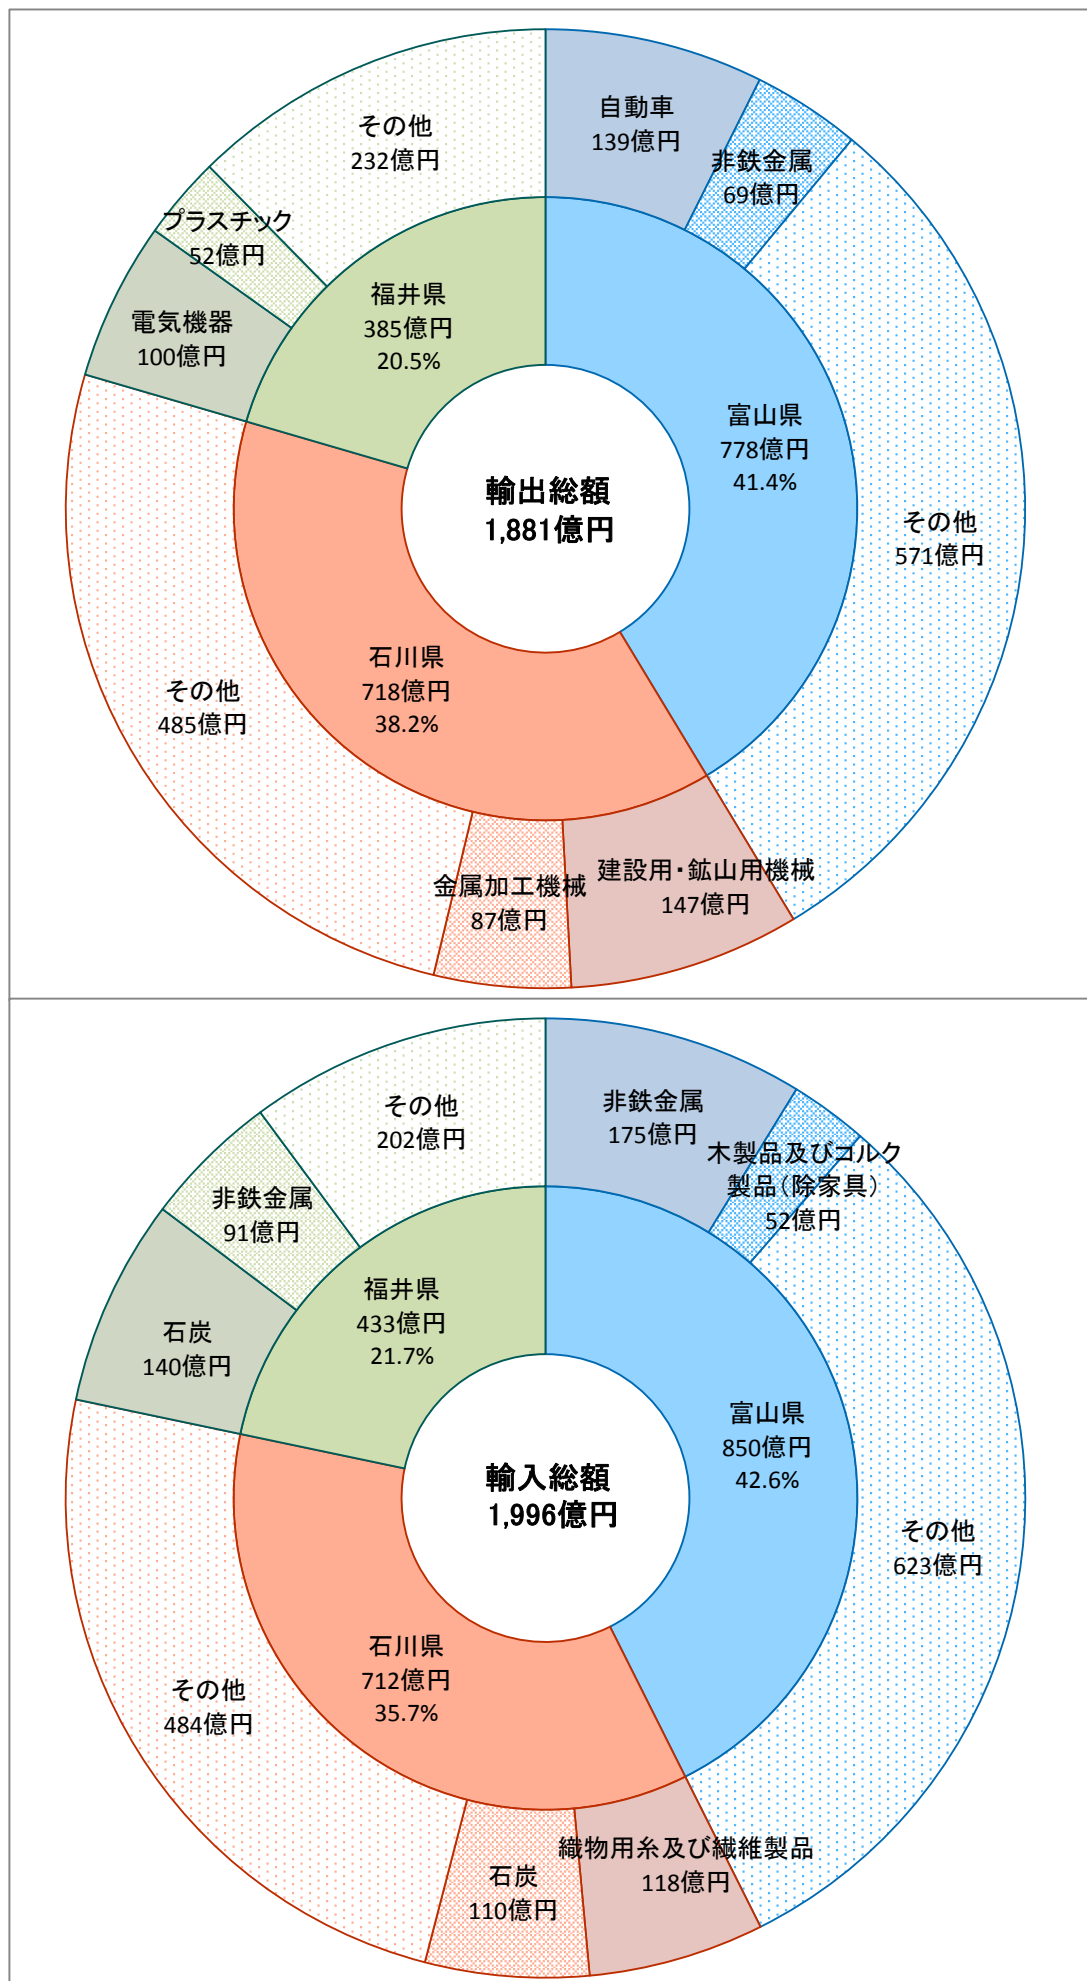 自動車
139億円
非鉄金属
69億円
その他
571億円
富山県
778億円
41.4%
輸出総額
1,881億円
福井県
385億円
20.5%
その他
232億円
プラスチック
52億円
電気機器
100億円
石川県
718億円
38.2%
その他
485億円
金属加工機械
87億円
建設用・鉱山用機械
147億円
非鉄金属
175億円
木製品及びコルク
製品（除家具）
52億円
その他
623億円
富山県
850億円
42.6%
輸入総額
1,996億円
福井県
433億円
21.7%
その他
202億円
非鉄金属
91億円
石炭
140億円
石川県
712億円
35.7%
その他
484億円
石炭
110億円
織物用糸及び繊維製品
118億円